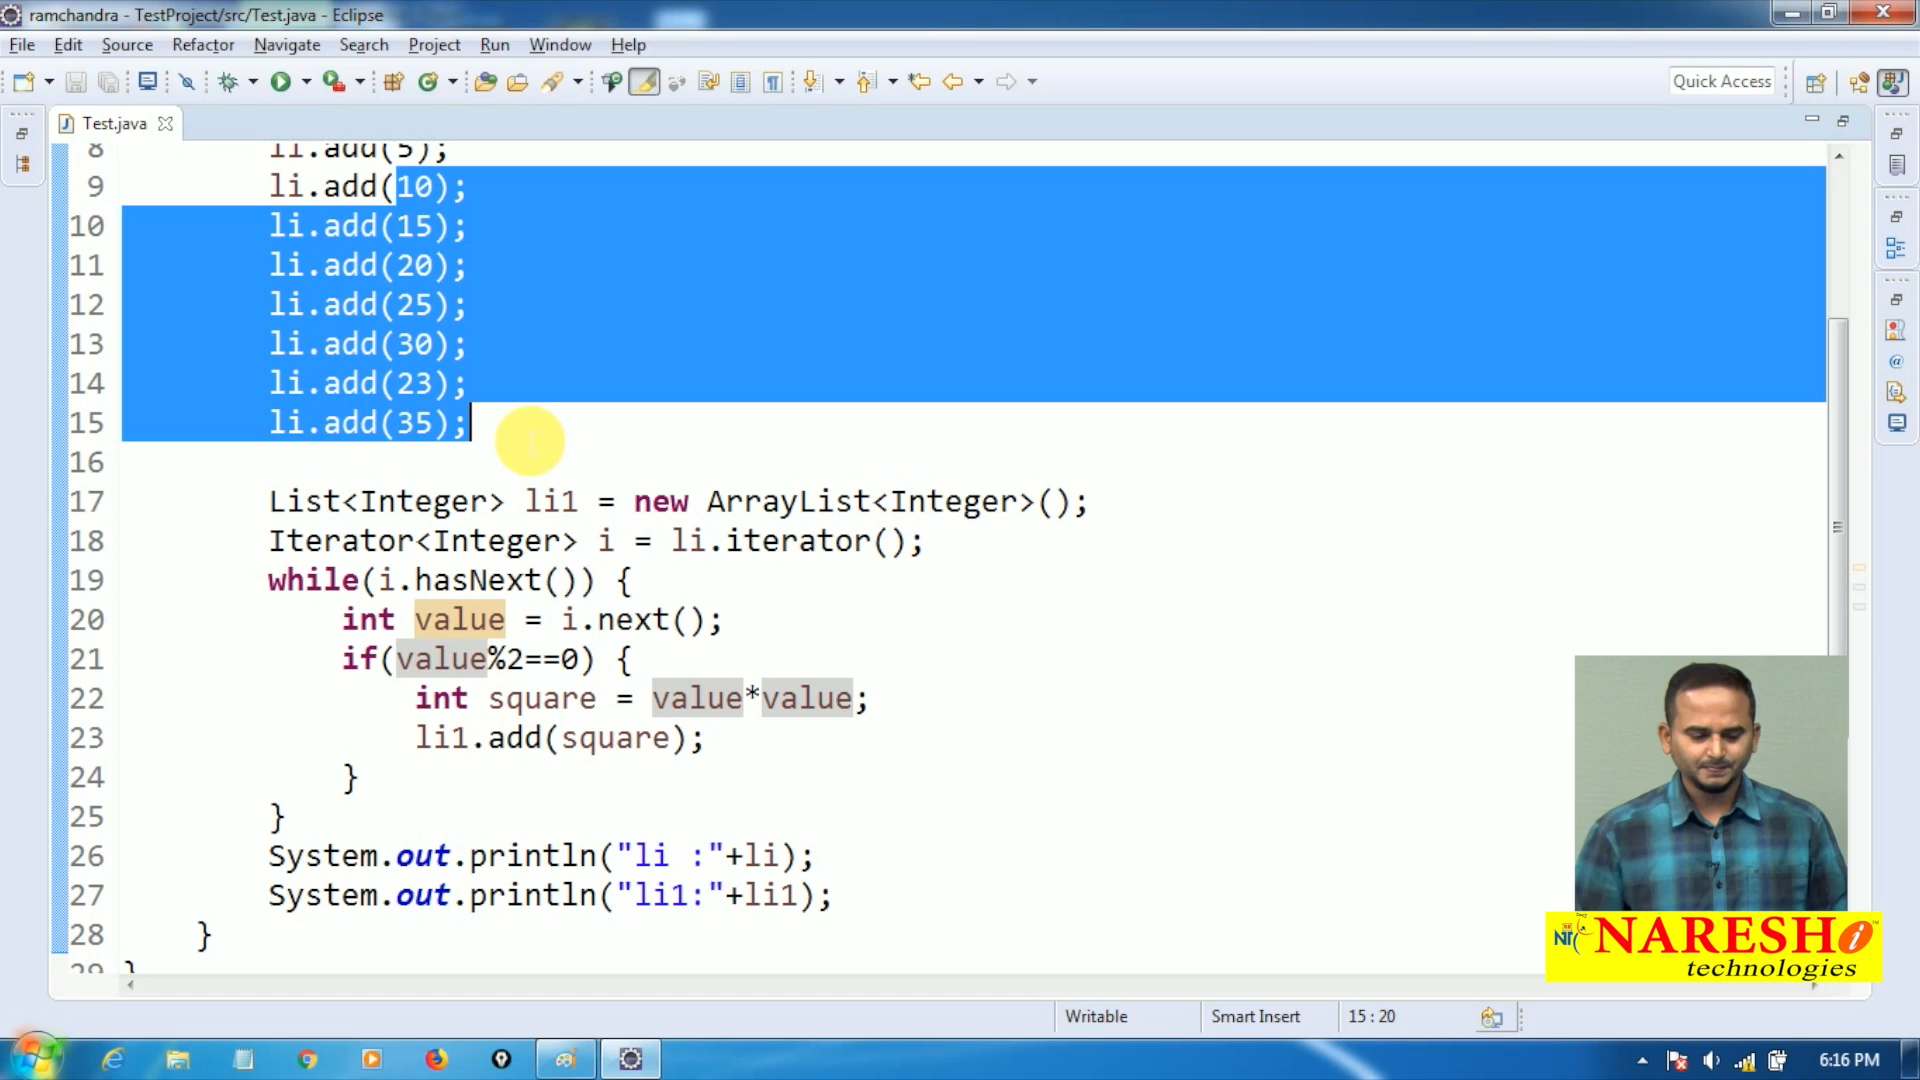 ramchandra - TestProject/src/Test.java - Eclipse
File Edit Source Refactor Navigate Search Project Run Window Help
Quick Access
Test.java
8 li.add(5);
9 li.add(10);
10 li.add(15);
11 li.add(20);
12 li.add(25);
13 li.add(30);
14 li.add(23);
15 li.add(35);
16
17 List<Integer> li1 = new ArrayList<Integer>();
18 Iterator<Integer> i = li.iterator();
19 while(i.hasNext()) {
20 int value = i.next();
21 if(value%2==0) {
22 int square = value*value;
23 li1.add(square);
24 }
25 }
26 System.out.println("li :"+li);
27 System.out.println("li1:"+li1);
28 }
29 }
NARESH i
technologies
Writable Smart Insert 15 : 20
6:16 PM